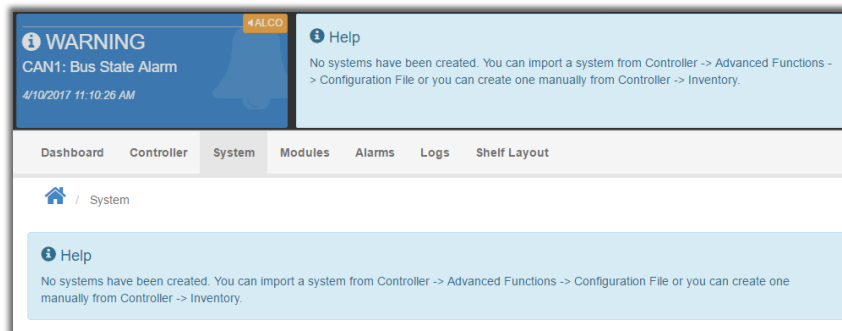 ALCO
WARNING
CAN1: Bus State Alarm
4/10/2017 11:10:26 AM
Help
No systems have been created. You can import a system from Controller -> Advanced Functions -
> Configuration File or you can create one manually from Controller -> Inventory.
Dashboard Controller System Modules Alarms Logs Shelf Layout
/ System
Help
No systems have been created. You can import a system from Controller -> Advanced Functions -> Configuration File or you can create one
manually from Controller -> Inventory.